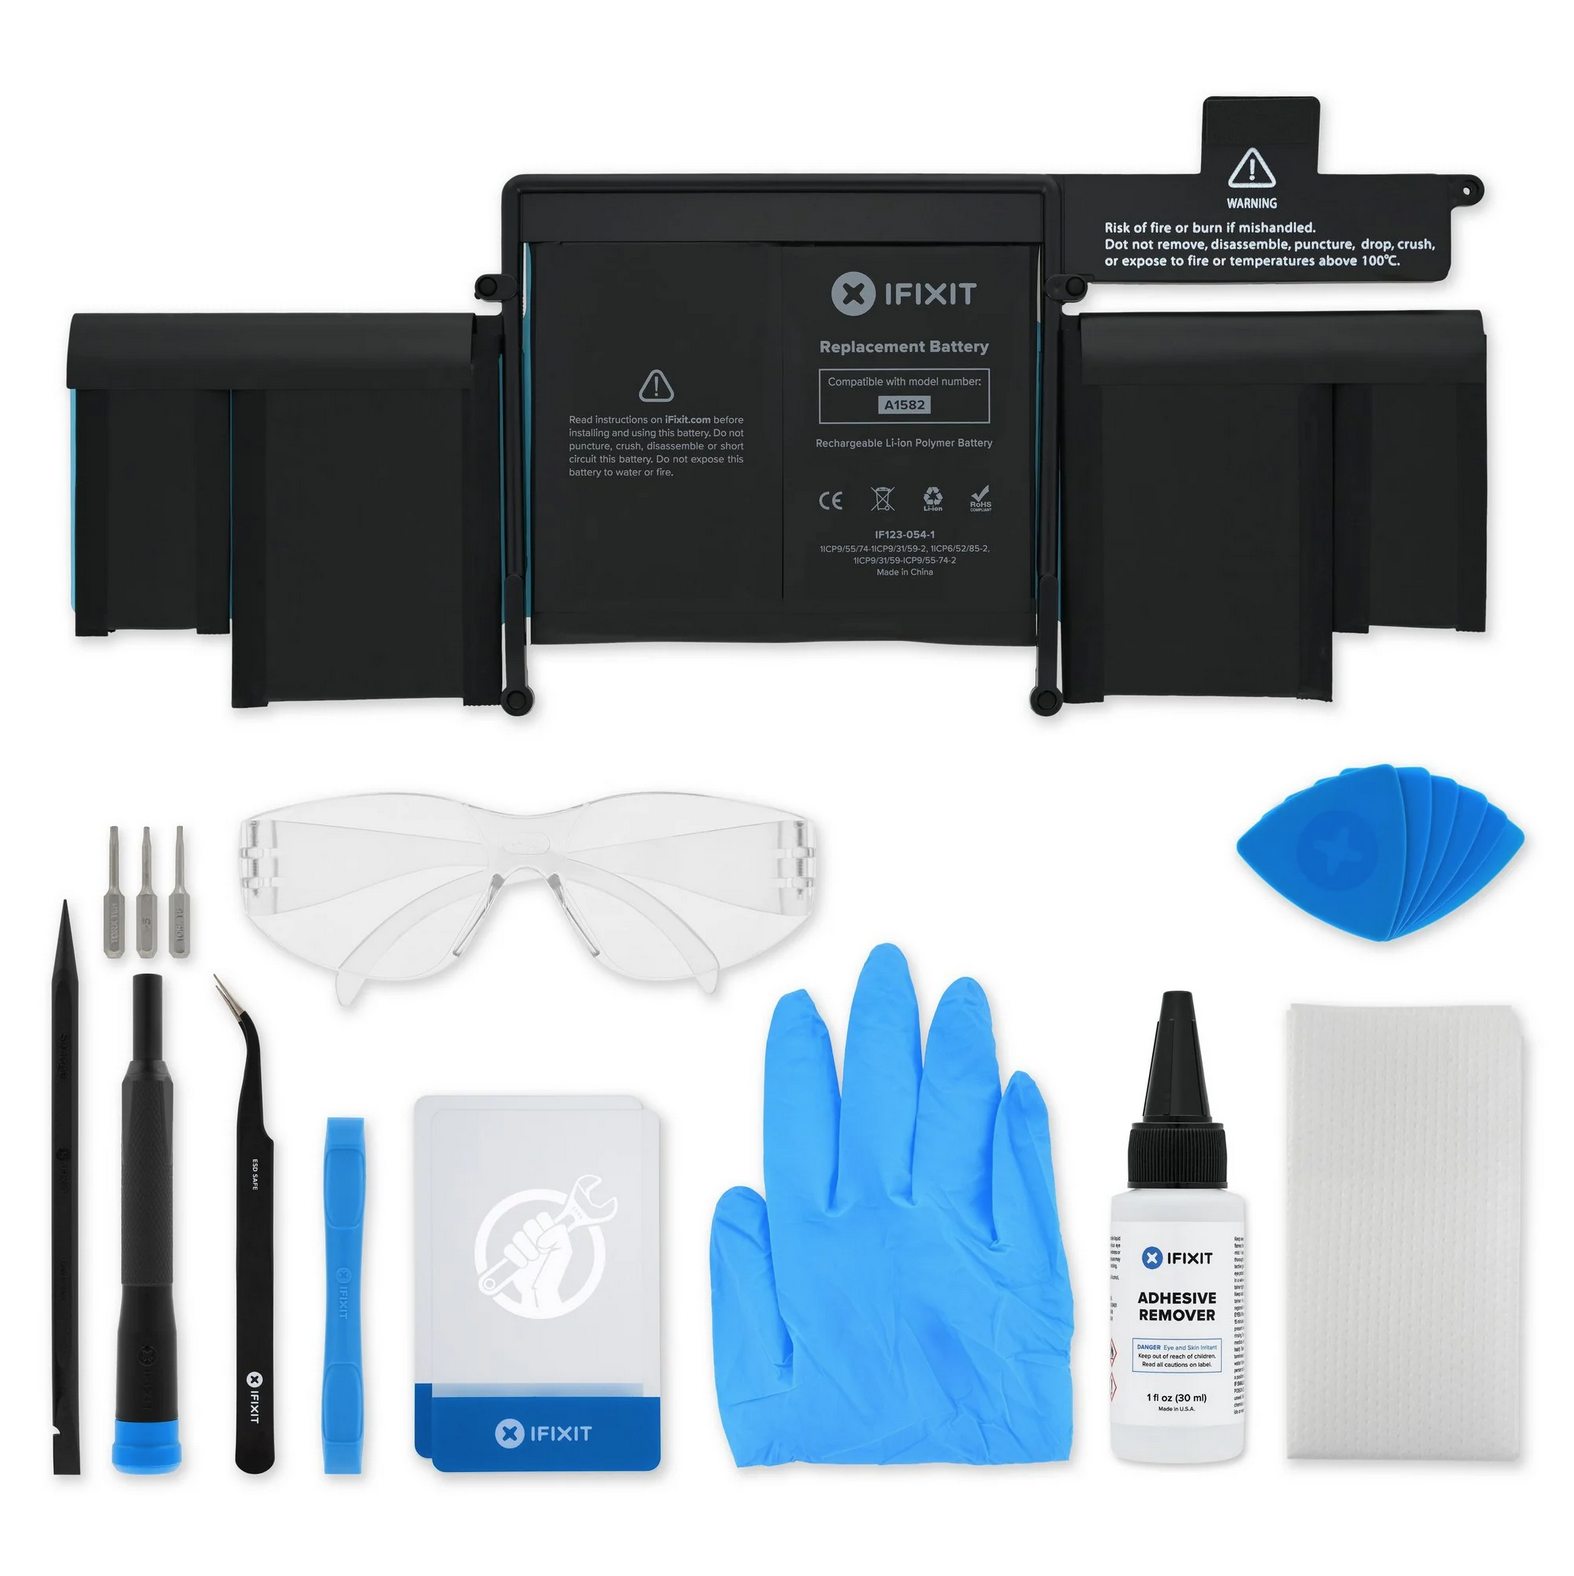 WARNING
Risk of fire or burn if mishandled.
Dot not remove, disassemble, puncture, drop, crush,
or expose to fire or temperatures above 100°C.
IFIXIT
Replacement Battery
Compatible with model number:
A1582
Rechargeable Li-ion Polymer Battery
Read instructions on iFixit.com before
installing and using this battery. Do not
puncture, crush, disassemble or short
circuit this battery. Do not expose this
battery to water or fire.
CE
Li-ion
RoHS
COMPLIANT
IF123-054-1
1ICP9/55/74-1ICP9/31/59-2, 1ICP6/52/85-2,
1ICP9/31/59-ICP9/55-74-2
Made in China
ESD SAFE
IFIXIT
IFIXIT
IFIXIT
IFIXIT
ADHESIVE
REMOVER
DANGER Eye and Skin Irritant
Keep out of reach of children.
Read all cautions on label.
1 fl oz (30 ml)
Made in U.S.A.